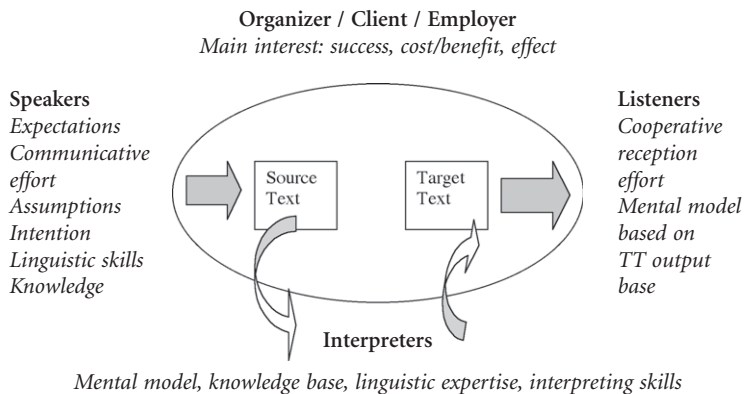 Organizer / Client / Employer
Main interest: success, cost/benefit, effect
Speakers
Expectations
Communicative
effort
Assumptions
Intention
Linguistic skills
Knowledge
Source
Text
Target
Text
Listeners
Cooperative
reception
effort
Mental model
based on
TT output
base
Interpreters
Mental model, knowledge base, linguistic expertise, interpreting skills